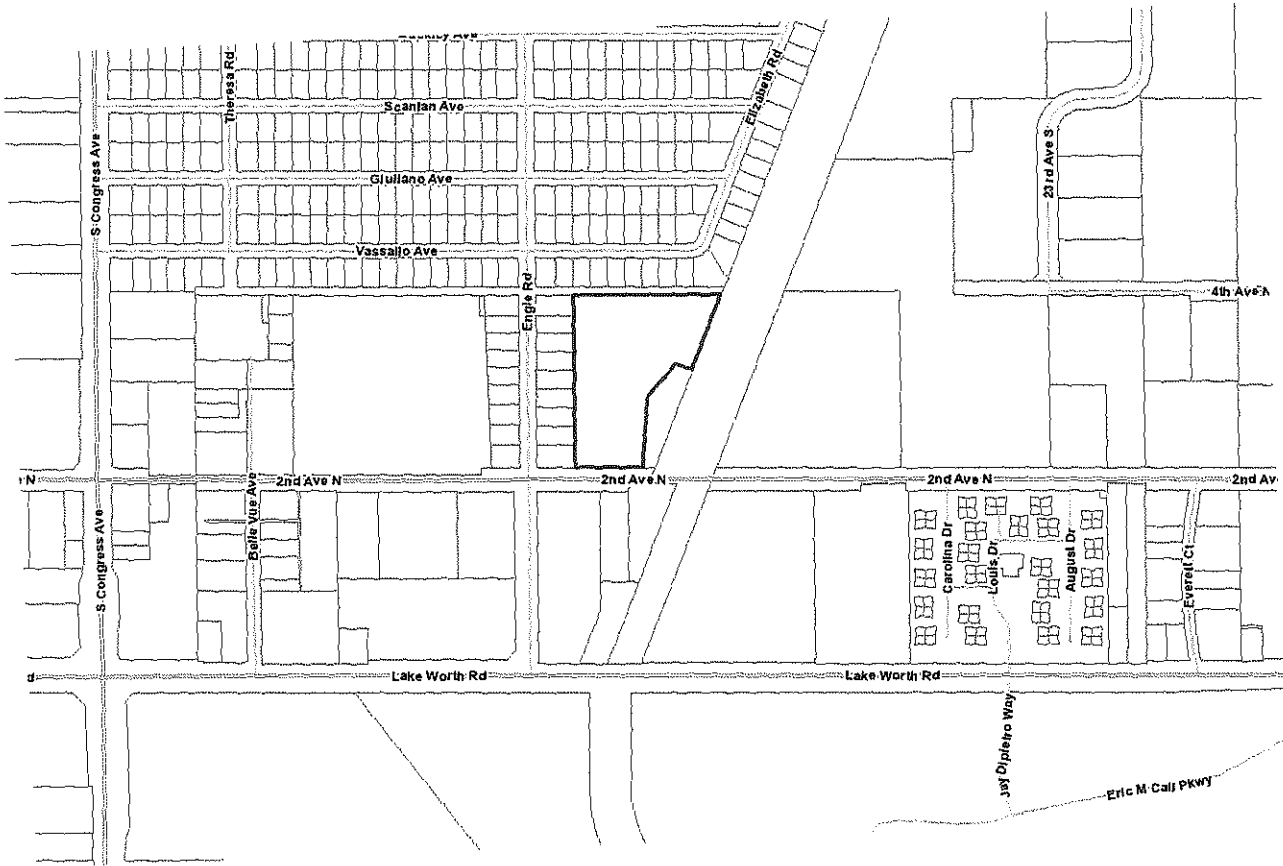 Theresa Rd
Elizabeth Rd
Scanlan Ave
S Congress Ave
Giuliano Ave
23rd Ave S
Vassallo Ave
Engle Rd
4th Ave N
N
2nd Ave N
2nd Ave N
2nd Ave N
2nd Av
Belle Vue Ave
S Congress Ave
Carolina Dr
Louis Dr
August Dr
Everett Ct
d
Lake Worth Rd
Lake Worth Rd
Jay Dipietro Way
Eric M Call Pkwy